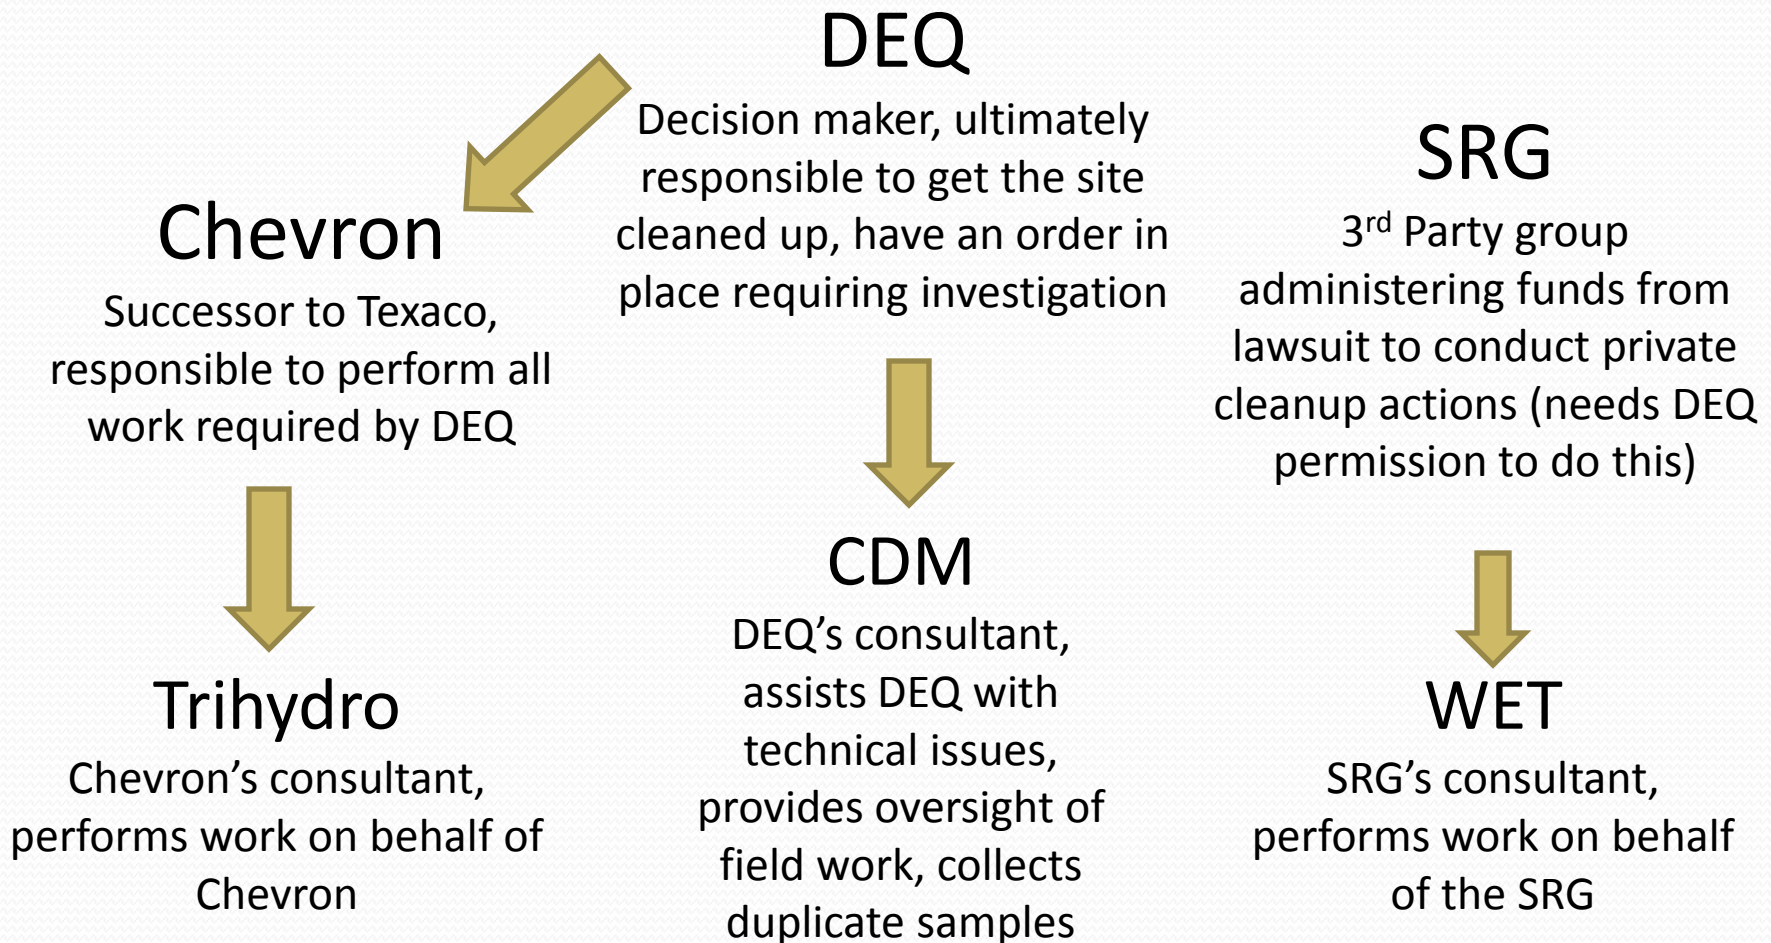 DEQ
Decision maker, ultimately
responsible to get the site
cleaned up, have an order in
place requiring investigation
Chevron
Successor to Texaco,
responsible to perform all
work required by DEQ
SRG
3rd Party group
administering funds from
lawsuit to conduct private
cleanup actions (needs DEQ
permission to do this)
Trihydro
Chevron’s consultant,
performs work on behalf of
Chevron
CDM
DEQ’s consultant,
assists DEQ with
technical issues,
provides oversight of
field work, collects
duplicate samples
WET
SRG’s consultant,
performs work on behalf
of the SRG